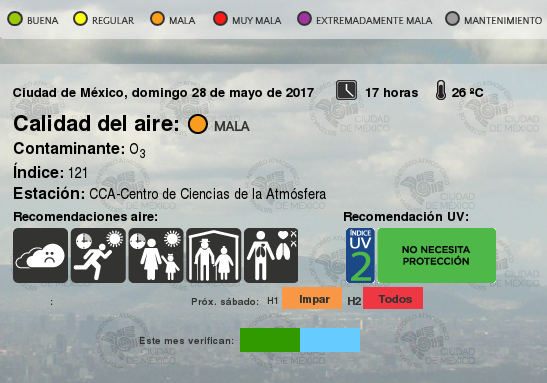 BUENA REGULAR MALA MUY MALA EXTREMADAMENTE MALA MANTENIMIENTO
Ciudad de México, domingo 28 de mayo de 2017 17 horas 26 ºC
Calidad del aire: MALA
Contaminante: O3
Índice: 121
Estación: CCA-Centro de Ciencias de la Atmósfera
Recomendaciones aire: Recomendación UV:
ÍNDICE
UV
2
NO NECESITA
PROTECCIÓN
: Próx. sábado: H1 Impar H2 Todos
Este mes verifican:
CIUDAD
DE MÉXICO